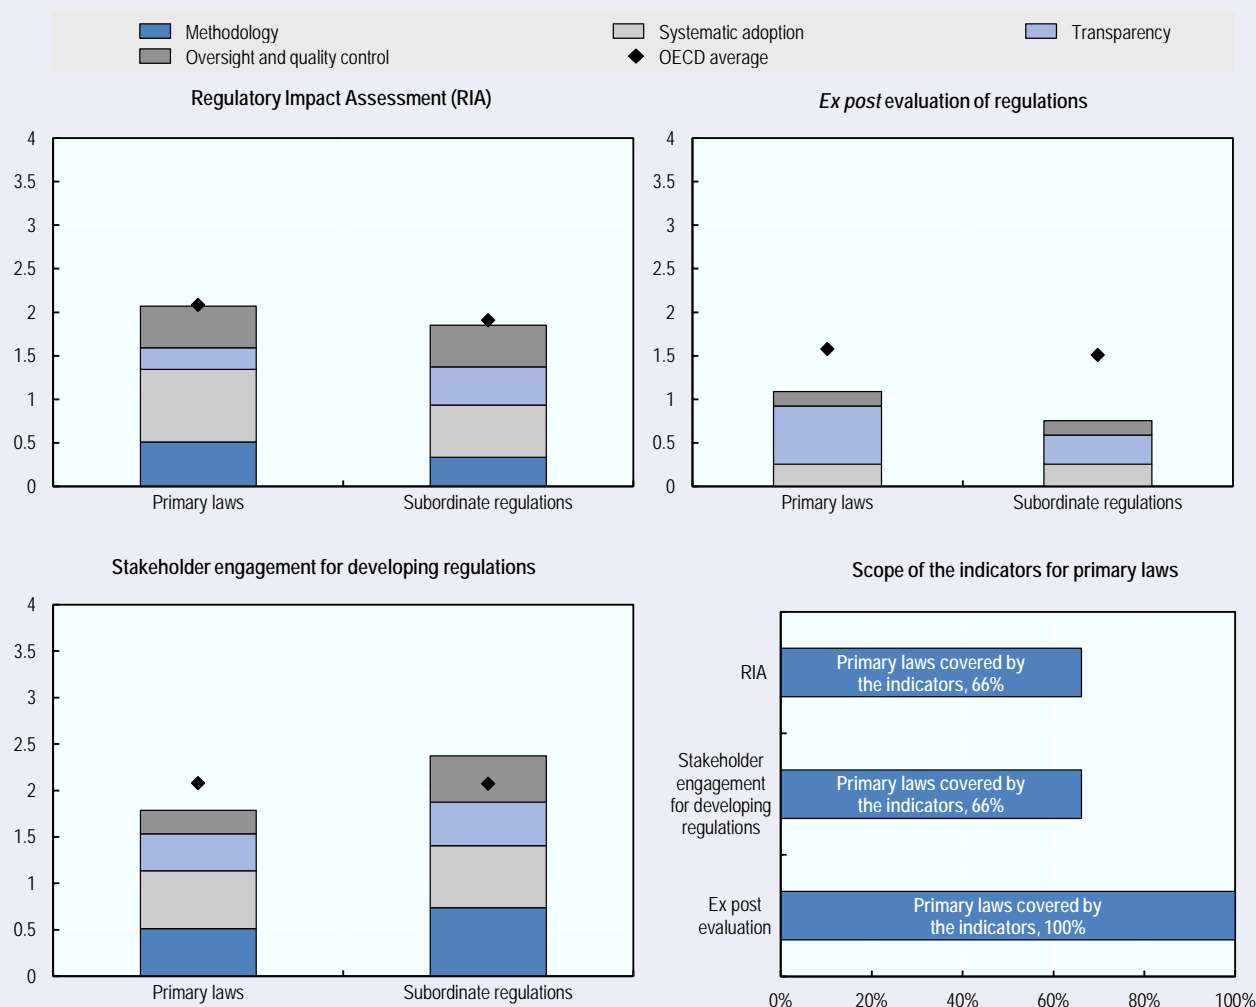 Methodology
Systematic adoption
Transparency
Oversight and quality control
OECD average
Regulatory Impact Assessment (RIA)
4
3.5
3
2.5
2
1.5
1
0.5
0
Primary laws
Subordinate regulations
Ex post evaluation of regulations
4
3.5
3
2.5
2
1.5
1
0.5
0
Primary laws
Subordinate regulations
Stakeholder engagement for developing regulations
4
3.5
3
2.5
2
1.5
1
0.5
0
Primary laws
Subordinate regulations
Scope of the indicators for primary laws
RIA
Primary laws covered by
the indicators, 66%
Stakeholder
engagement
for developing
regulations
Primary laws covered by
the indicators, 66%
Ex post
evaluation
Primary laws covered by
the indicators, 100%
0%
20%
40%
60%
80%
100%